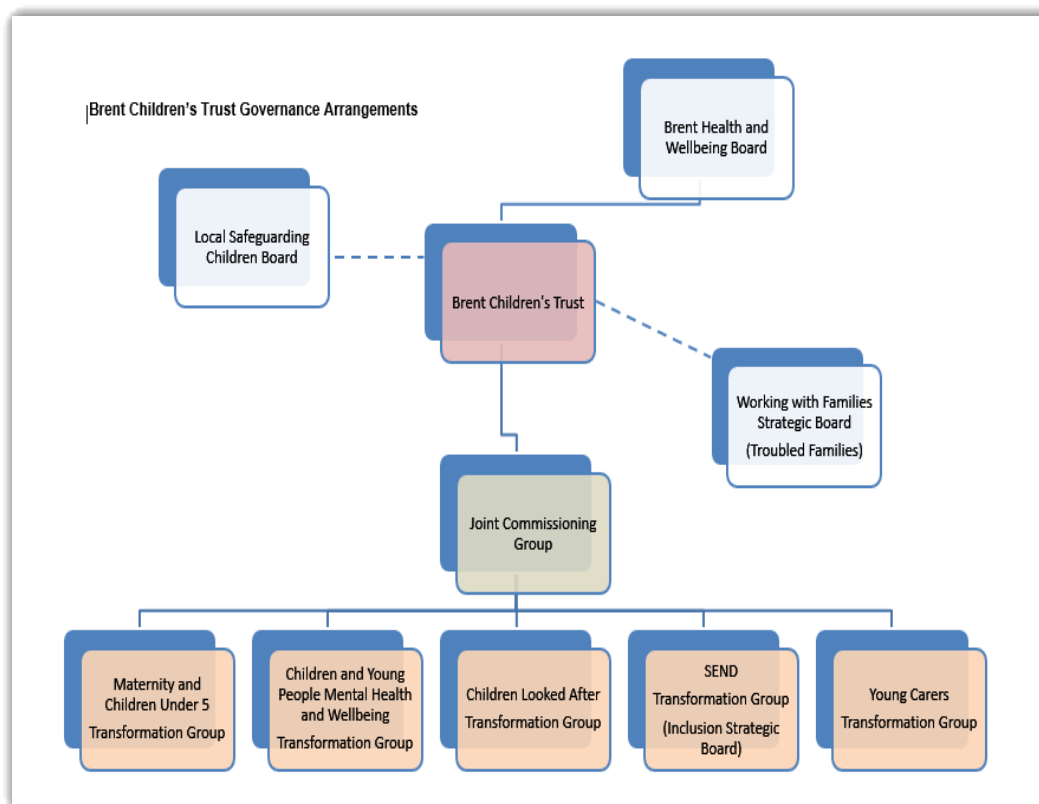 Brent Children's Trust Governance Arrangements
Brent Health and
Wellbeing Board
Local Safeguarding
Children Board
Brent Children's Trust
Working with Families
Strategic Board
(Troubled Families)
Joint Commissioning
Group
Maternity and
Children Under 5
Transformation Group
Children and Young
People Mental Health
and Wellbeing
Transformation Group
Children Looked After
Transformation Group
SEND
Transformation Group
(Inclusion Strategic
Board)
Young Carers
Transformation Group